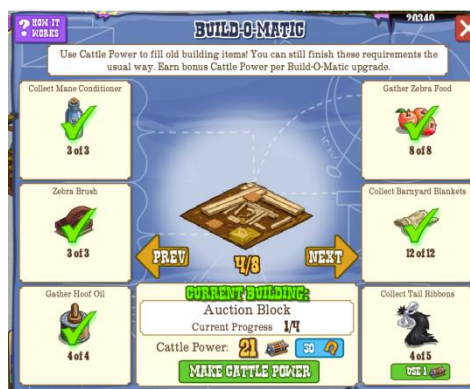 ? HOW IT
WORKS
BUILD-O-MATIC
20340
X
Use Cattle Power to fill old building items! You can still finish these requirements the
usual way. Earn bonus Cattle Power per Build-O-Matic upgrade.
Collect Mane Conditioner
3 of 3
Gather Zebra Food
8 of 8
Zebra Brush
3 of 3
Collect Barnyard Blankets
12 of 12
PREV
4/8
NEXT
Gather Hoof Oil
4 of 4
CURRENT BUILDING:
Auction Block
Current Progress 1/4
Cattle Power: 21 30
MAKE CATTLE POWER
Collect Tail Ribbons
4 of 5
USE 1